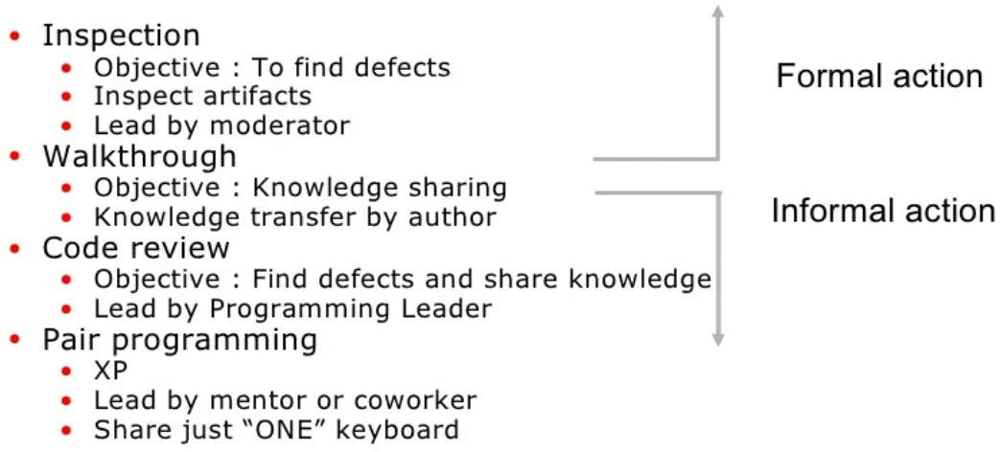 • Inspection
• Objective : To find defects
• Inspect artifacts
• Lead by moderator
• Walkthrough
• Objective : Knowledge sharing
• Knowledge transfer by author
• Code review
• Objective : Find defects and share knowledge
• Lead by Programming Leader
• Pair programming
• XP
• Lead by mentor or coworker
• Share just “ONE” keyboard
Formal action
Informal action